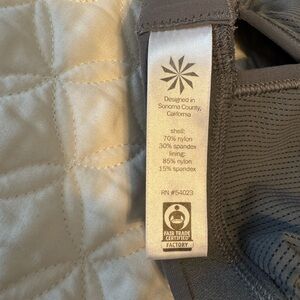 Designed in
Sonoma County,
California
shell:
70% nylon
30% spandex
lining:
85% nylon
15% spandex
RN #54023
FAIR TRADE
CERTIFIED
FACTORY